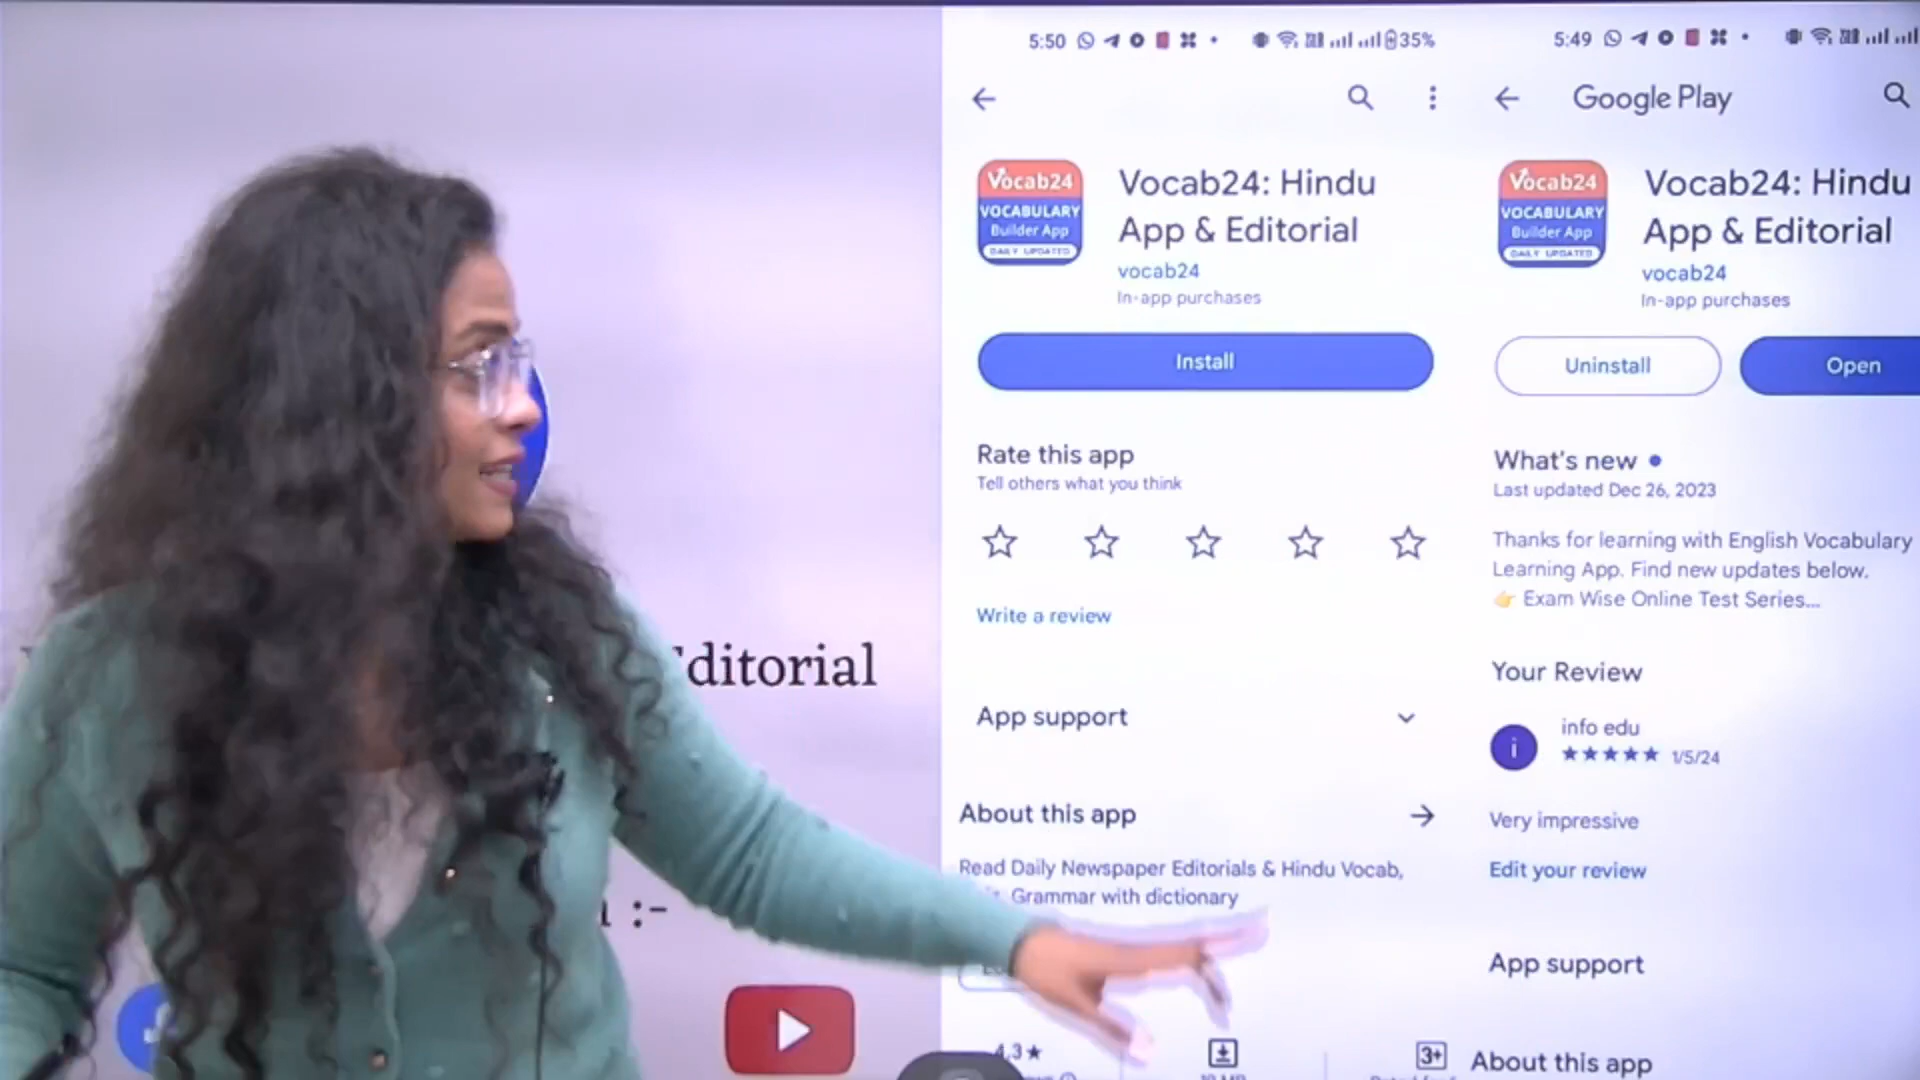 5:50
35%
Vocab24
VOCABULARY
Builder App
DAILY UPDATED
Vocab24: Hindu
App & Editorial
vocab24
In-app purchases
Install
Rate this app
Tell others what you think
Write a review
App support
About this app
Read Daily Newspaper Editorials & Hindu Vocab,
Grammar with dictionary
4.3★
3+
5:49
Google Play
Vocab24
VOCABULARY
Builder App
DAILY UPDATED
Vocab24: Hindu
App & Editorial
vocab24
In-app purchases
Uninstall
Open
What's new
Last updated Dec 26, 2023
Thanks for learning with English Vocabulary
Learning App. Find new updates below.
👉 Exam Wise Online Test Series...
Your Review
i
info edu
★★★★★ 1/5/24
Very impressive
Edit your review
App support
About this app
ditorial
:-